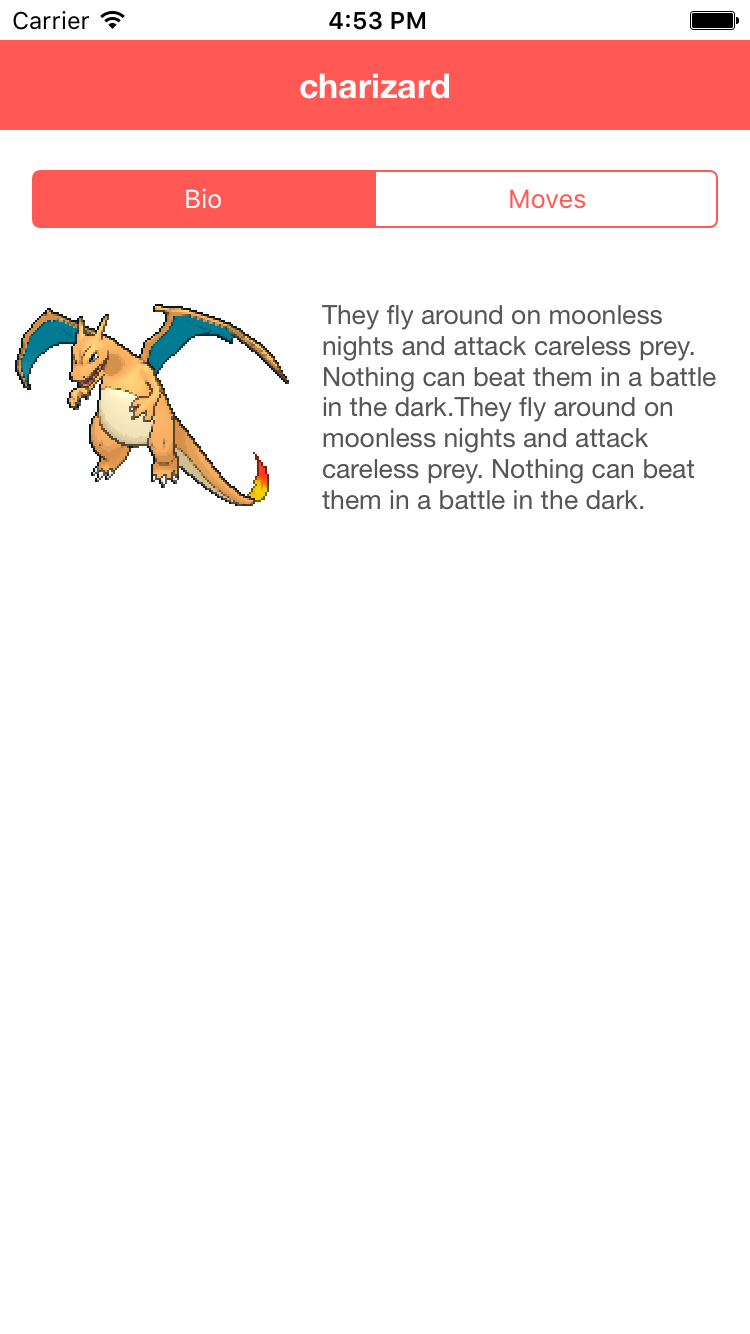 Carrier 4:53 PM
charizard
Bio Moves
They fly around on moonless
nights and attack careless prey.
Nothing can beat them in a battle
in the dark.They fly around on
moonless nights and attack
careless prey. Nothing can beat
them in a battle in the dark.